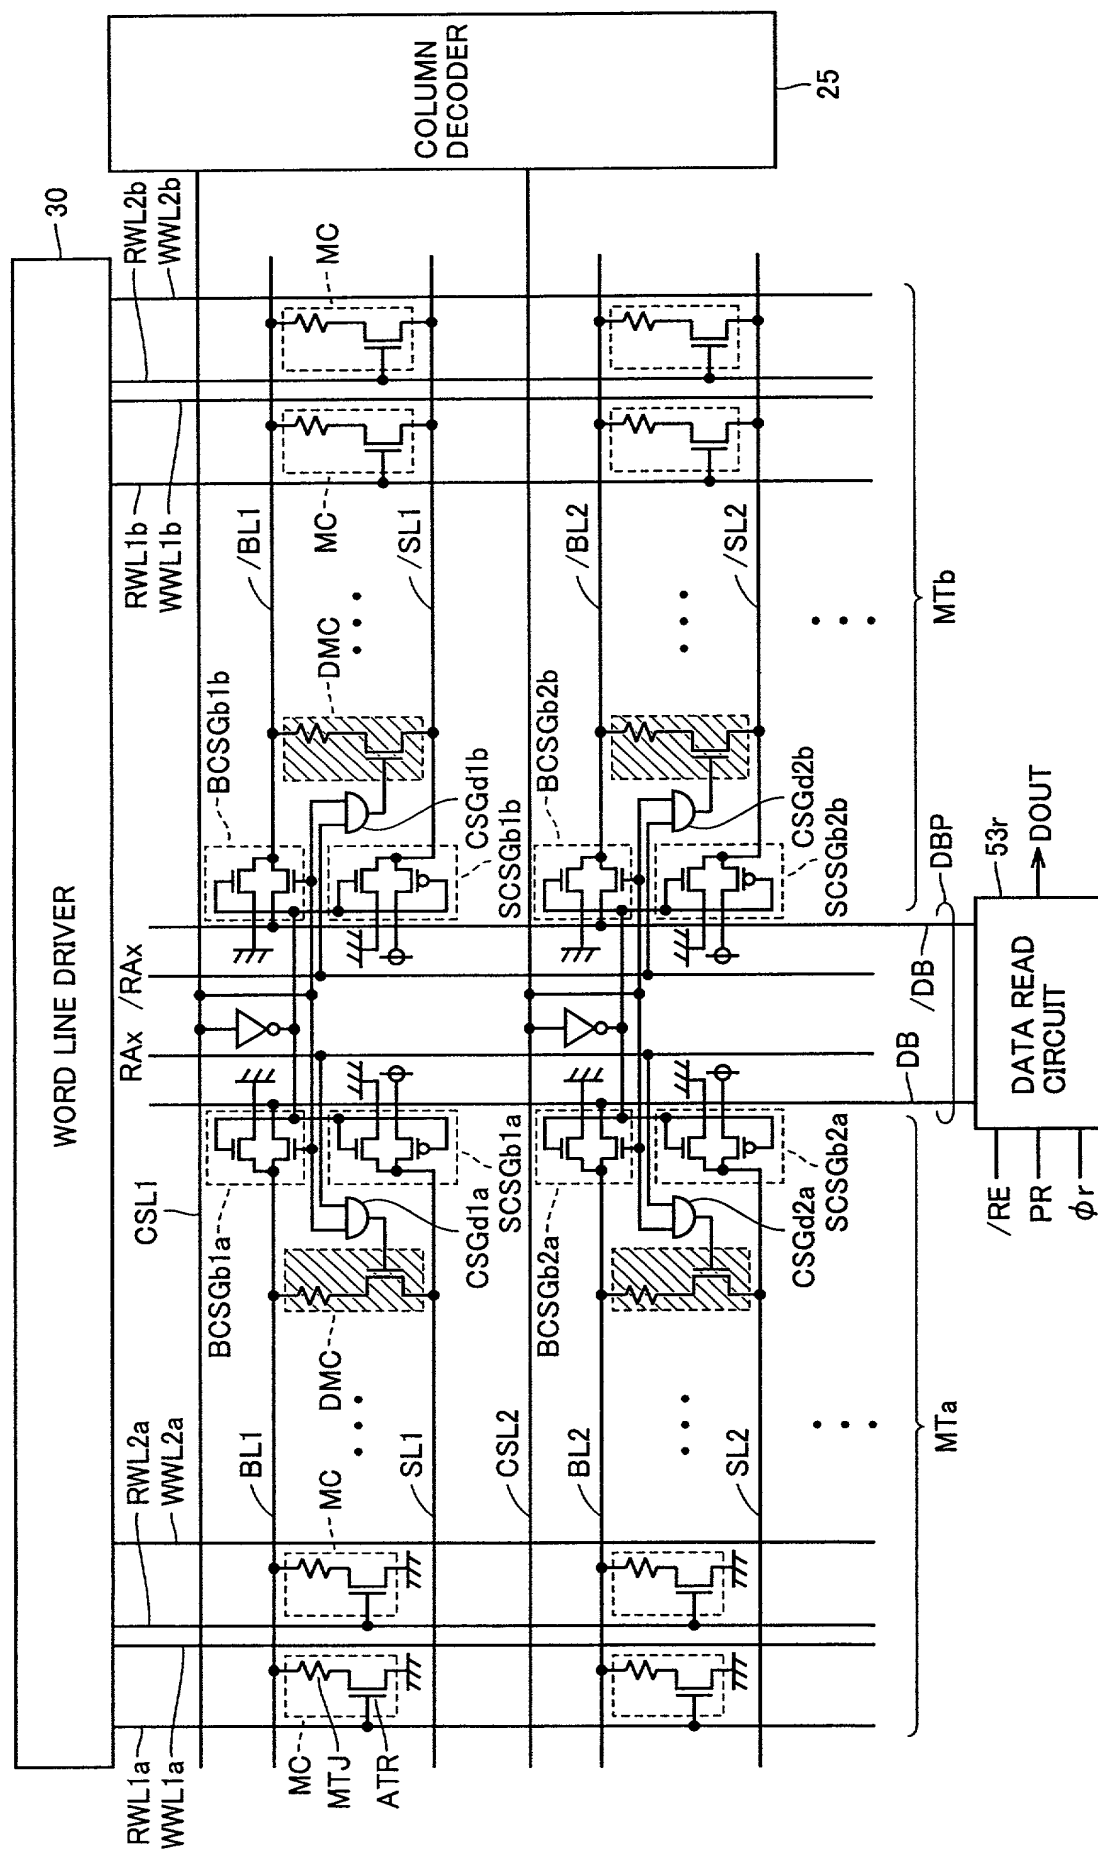 WORD LINE DRIVER
30
COLUMN
DECODER
25
RWL1a
WWL1a
RWL2a
WWL2a
CSL1
RAx
/RAx
RWL1b
WWL1b
RWL2b
WWL2b
BCSGb1a
BCSGb1b
BL1
/BL1
MC
MTJ
ATR
MC
DMC
DMC
MC
MC
CSGd1a
SCSGb1a
CSGd1b
SCSGb1b
SL1
/SL1
CSL2
BL2
BCSGb2a
BCSGb2b
/BL2
CSGd2a
SCSGb2a
CSGd2b
SCSGb2b
SL2
/SL2
MTa
MTb
DB
/DB
DBP
DATA READ
CIRCUIT
53r
DOUT
/RE
PR
ϕr